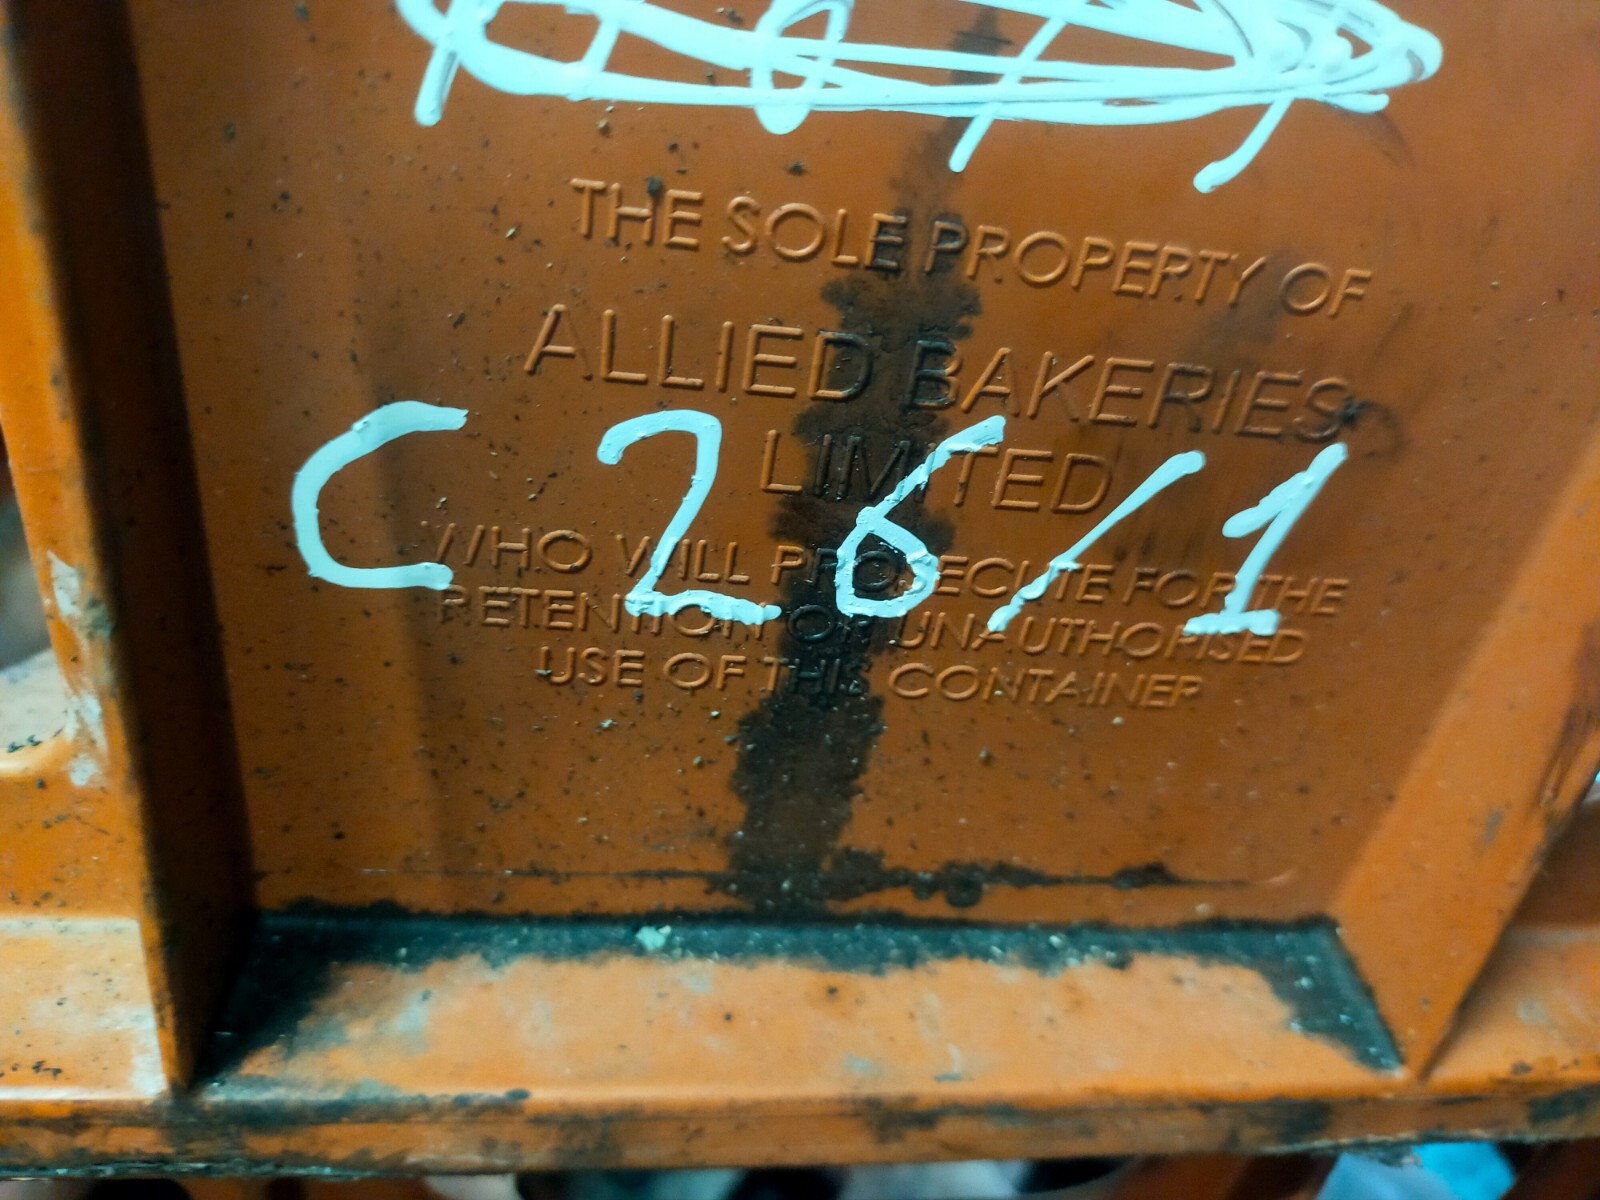 THE SOLE PROPERTY OF
ALLIED BAKERIES
LIMITED
C 26/1
WHO WILL PROSECUTE FOR THE
RETENTION OR UNAUTHORISED
USE OF THIS CONTAINER